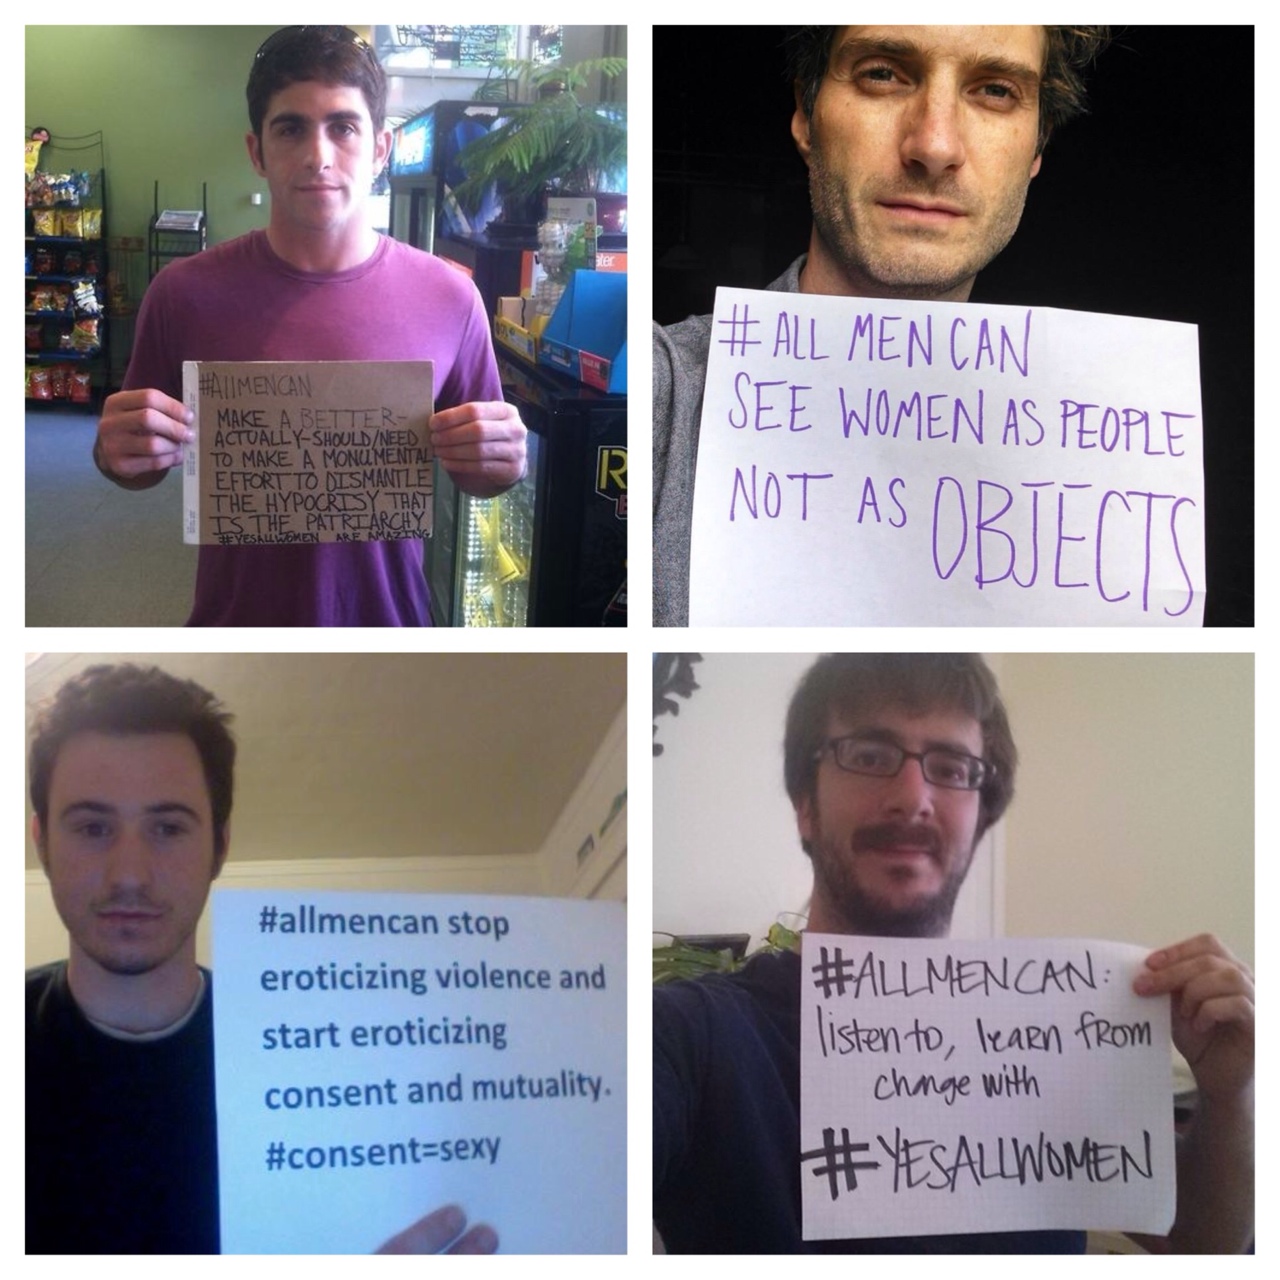 #AllMENCAN
MAKE A BETTER-
ACTUALLY-SHOULD/NEED
TO MAKE A MONUMENTAL
EFFORT TO DISMANTLE
THE HYPOCRISY THAT
IS THE PATRIARCHY
#YESALLWOMEN ARE AMAZING
# ALL MEN CAN
SEE WOMEN AS PEOPLE
NOT AS OBJECTS
#allmencan stop
eroticizing violence and
start eroticizing
consent and mutuality.
#consent=sexy
#ALLMENCAN:
listen to, learn from
change with
#YESALLWOMEN